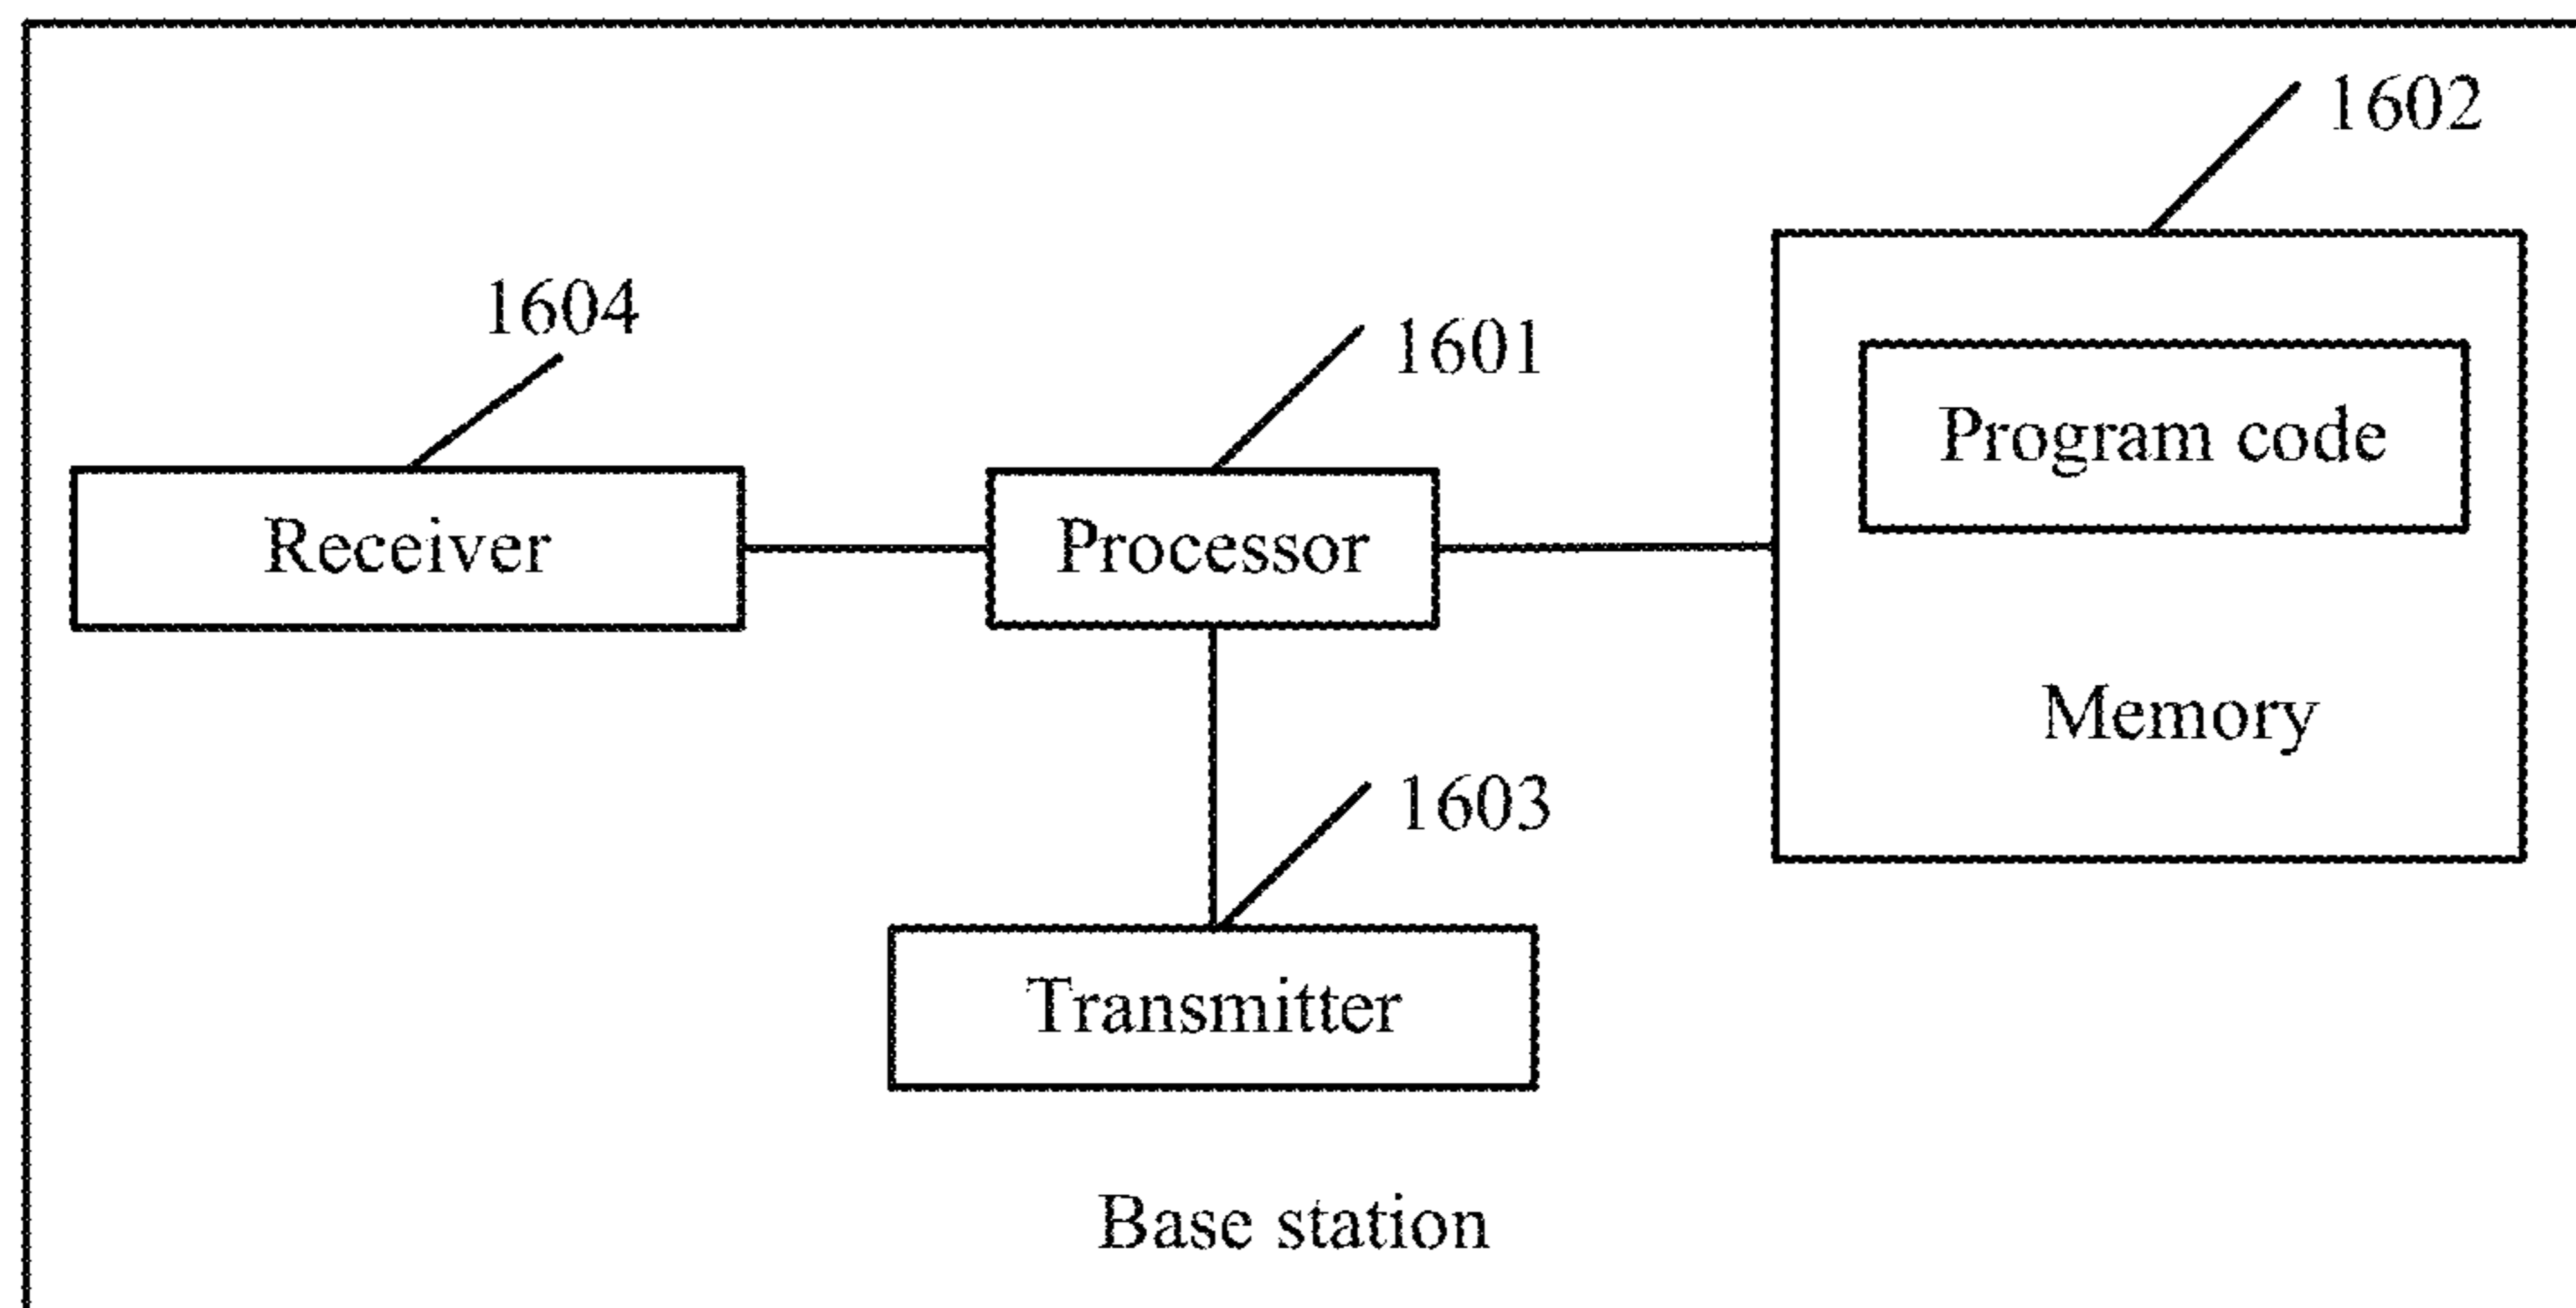 1602
1604
1601
Program code
Receiver
Processor
Memory
1603
Transmitter
Base station